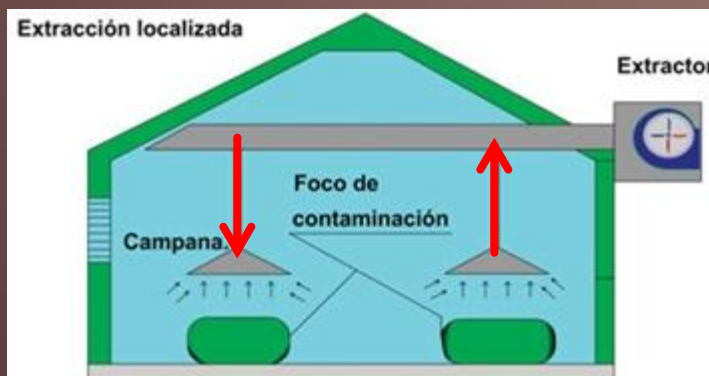 Extracción localizada
Extractor
Foco de
contaminación
Campana.